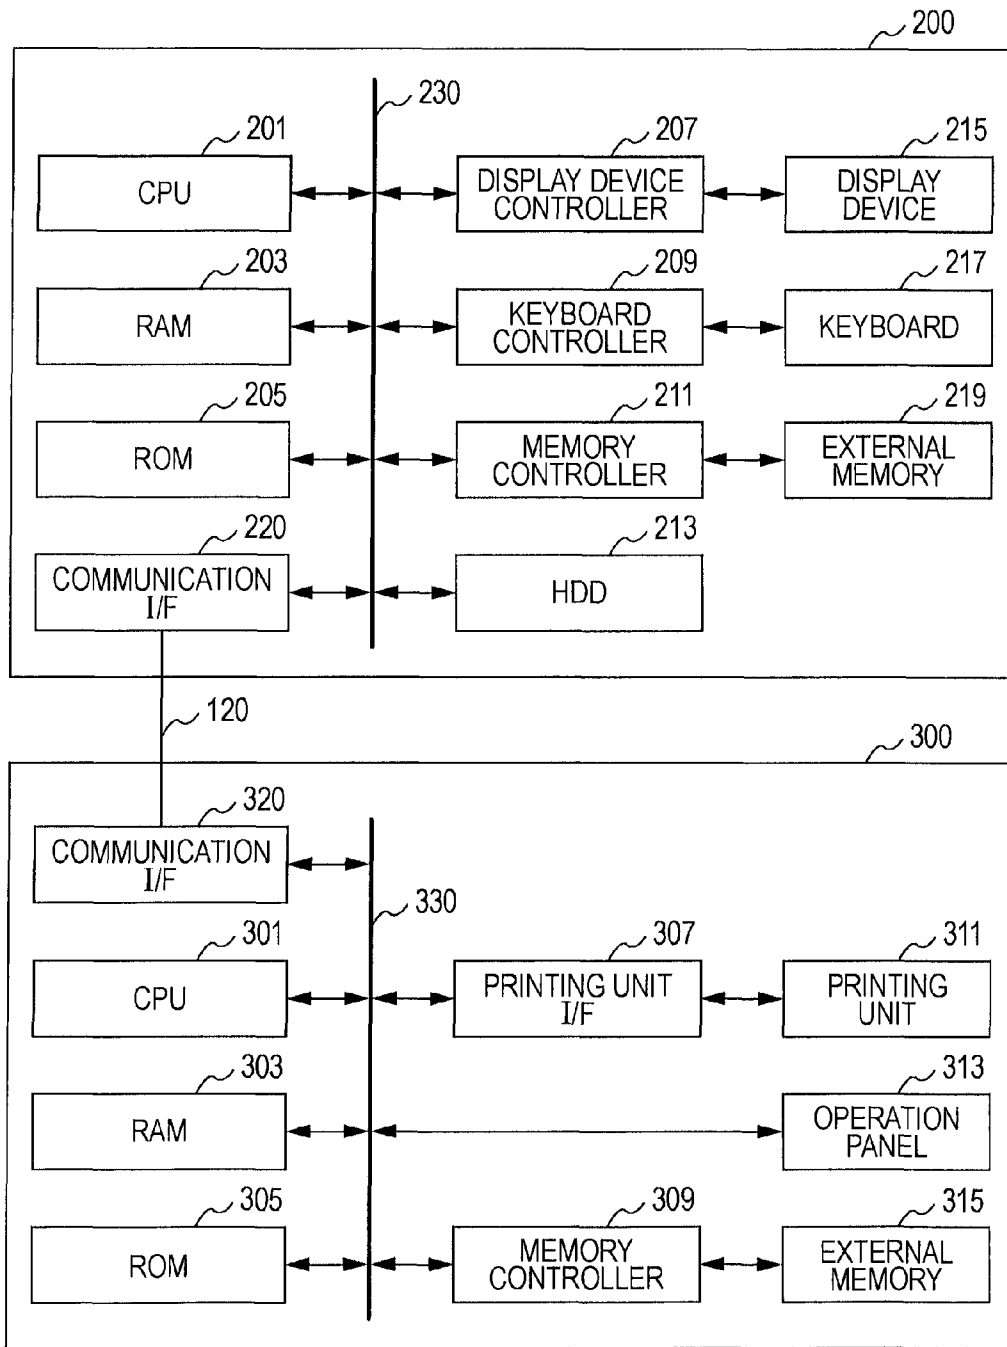 200
230
201
207
215
CPU
DISPLAY DEVICE
CONTROLLER
DISPLAY
DEVICE
203
209
217
RAM
KEYBOARD
CONTROLLER
KEYBOARD
205
211
219
ROM
MEMORY
CONTROLLER
EXTERNAL
MEMORY
220
213
COMMUNICATION
I/F
HDD
120
300
320
COMMUNICATION
I/F
330
301
307
311
CPU
PRINTING UNIT
I/F
PRINTING
UNIT
303
313
RAM
OPERATION
PANEL
305
309
315
ROM
MEMORY
CONTROLLER
EXTERNAL
MEMORY